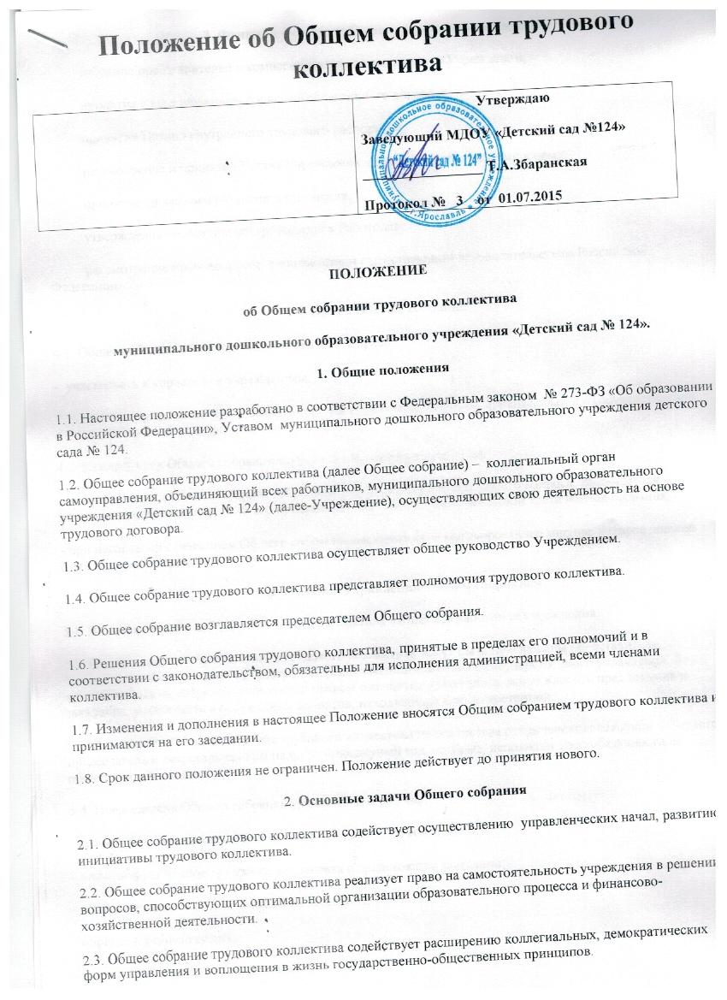 Положение об Общем собрании трудового
коллектива
Утверждаю
Заведующий МДОУ «Детский сад №124»
Т.А.Збаранская
Протокол № 3 от 01.07.2015
муниципальное дошкольное образовательное учреждение
г.Ярославль
"Детский сад № 124"
ПОЛОЖЕНИЕ
об Общем собрании трудового коллектива
муниципального дошкольного образовательного учреждения «Детский сад № 124».
1. Общие положения
1.1. Настоящее положение разработано в соответствии с Федеральным законом № 273-ФЗ «Об образовании
в Российской Федерации», Уставом муниципального дошкольного образовательного учреждения детского
сада № 124.
1.2. Общее собрание трудового коллектива (далее Общее собрание) – коллегиальный орган
самоуправления, объединяющий всех работников, муниципального дошкольного образовательного
учреждения «Детский сад № 124» (далее-Учреждение), осуществляющих свою деятельность на основе
трудового договора.
1.3. Общее собрание трудового коллектива осуществляет общее руководство Учреждением.
1.4. Общее собрание трудового коллектива представляет полномочия трудового коллектива.
1.5. Общее собрание возглавляется председателем Общего собрания.
1.6. Решения Общего собрания трудового коллектива, принятые в пределах его полномочий и в
соответствии с законодательством, обязательны для исполнения администрацией, всеми членами
коллектива.
1.7. Изменения и дополнения в настоящее Положение вносятся Общим собранием трудового коллектива и
принимаются на его заседании.
1.8. Срок данного положения не ограничен. Положение действует до принятия нового.
2. Основные задачи Общего собрания
2.1. Общее собрание трудового коллектива содействует осуществлению управленческих начал, развитию
инициативы трудового коллектива.
2.2. Общее собрание трудового коллектива реализует право на самостоятельность учреждения в решении
вопросов, способствующих оптимальной организации образовательного процесса и финансово-
хозяйственной деятельности.
2.3. Общее собрание трудового коллектива содействует расширению коллегиальных, демократических
форм управления и воплощения в жизнь государственно-общественных принципов.